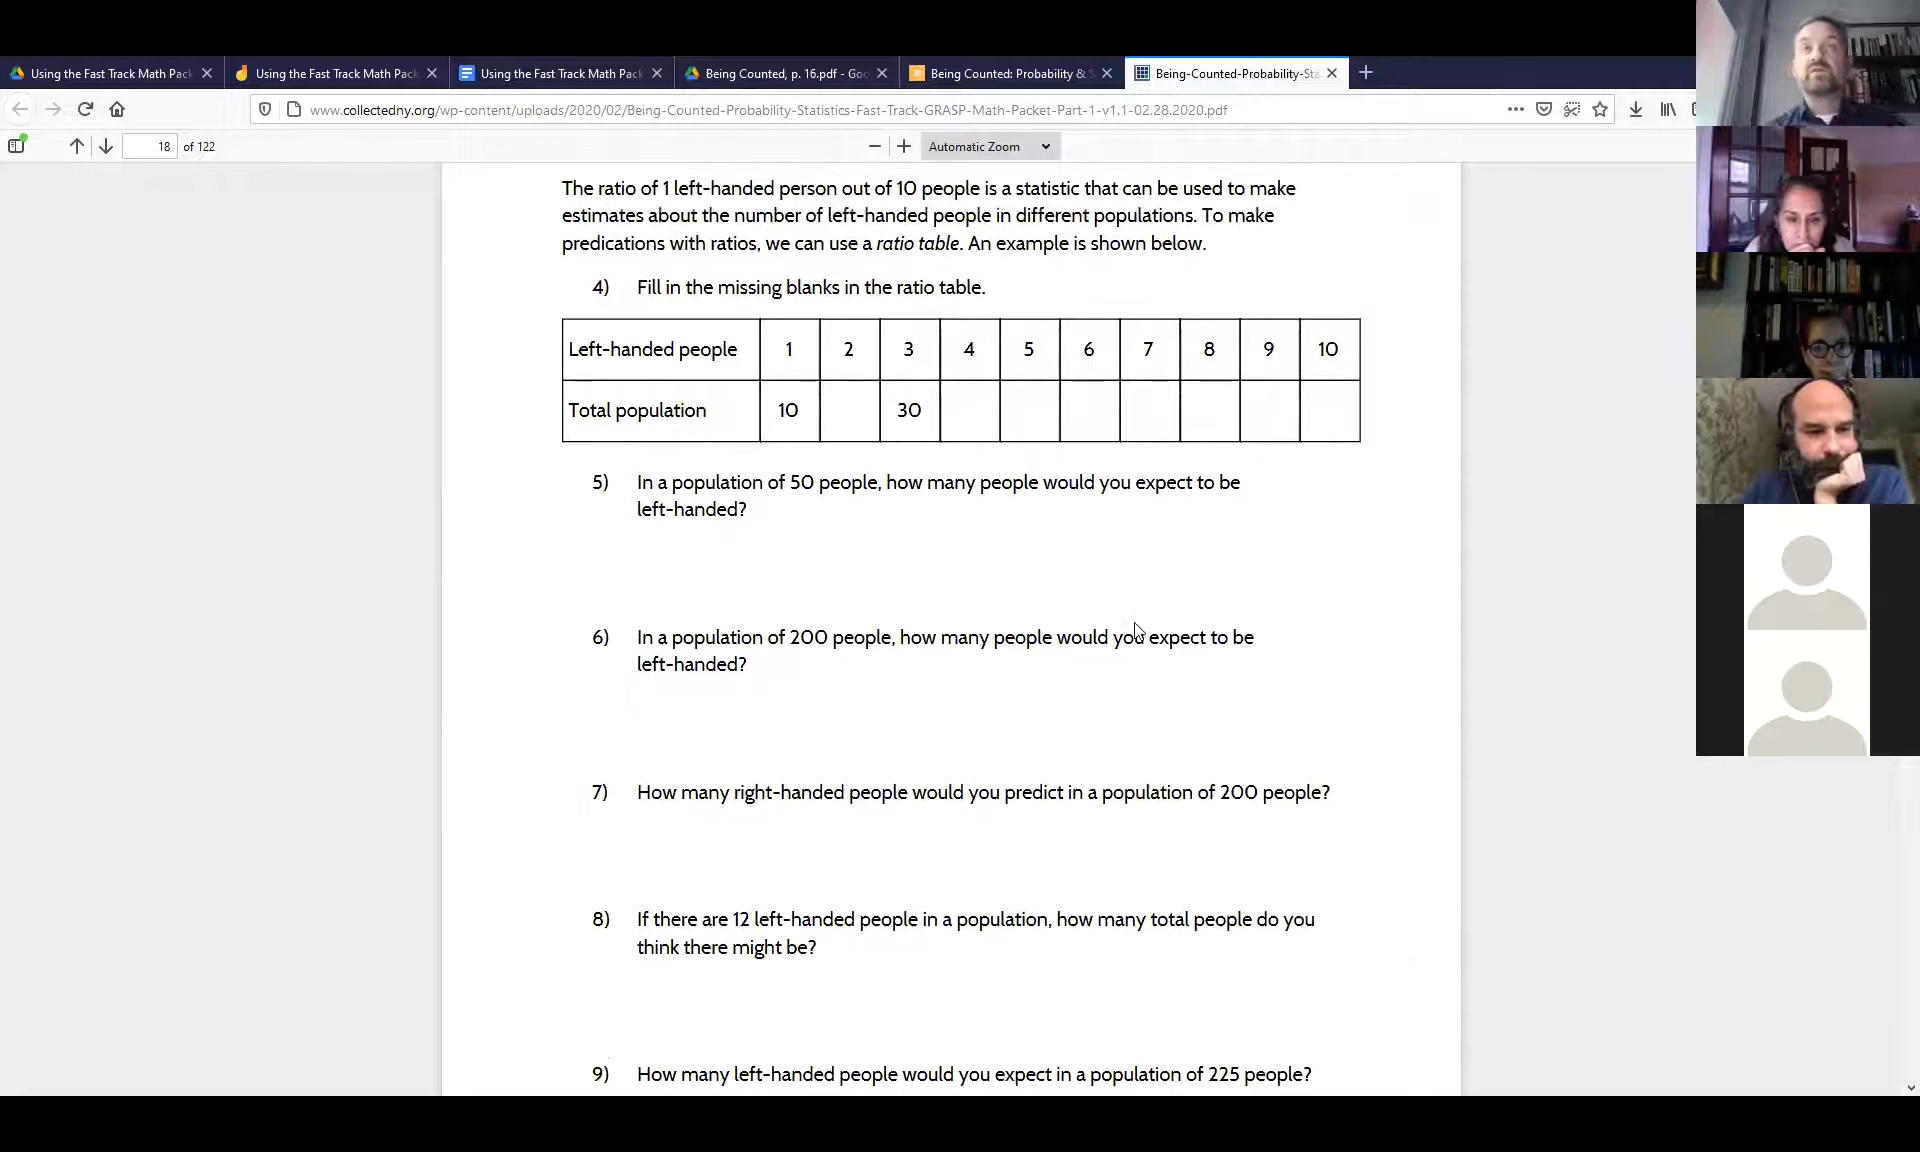 Using the Fast Track Math Pack
Using the Fast Track Math Pack
Using the Fast Track Math Pack
Being Counted, p. 16.pdf - Goo
Being Counted: Probability & S
Being-Counted-Probability-Sta
www.collectedny.org/wp-content/uploads/2020/02/Being-Counted-Probability-Statistics-Fast-Track-GRASP-Math-Packet-Part-1-v1.1-02.28.2020.pdf
18 of 122
Automatic Zoom
The ratio of 1 left-handed person out of 10 people is a statistic that can be used to make
estimates about the number of left-handed people in different populations. To make
predications with ratios, we can use a ratio table. An example is shown below.
4) Fill in the missing blanks in the ratio table.
Left-handed people 1 2 3 4 5 6 7 8 9 10
Total population 10 30
5) In a population of 50 people, how many people would you expect to be
left-handed?
6) In a population of 200 people, how many people would you expect to be
left-handed?
7) How many right-handed people would you predict in a population of 200 people?
8) If there are 12 left-handed people in a population, how many total people do you
think there might be?
9) How many left-handed people would you expect in a population of 225 people?